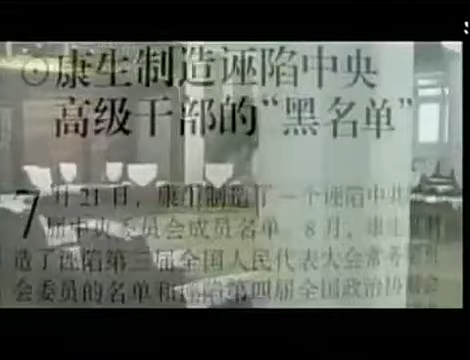 ⊙康生制造诬陷中央
高级干部的“黑名单”
7月21日，康生制造了一个诬陷中共
届中央委员会成员名单 8月，康生
造了诬陷第三届全国人民代表大会常务
会委员的名单和诬陷第四届全国政治协